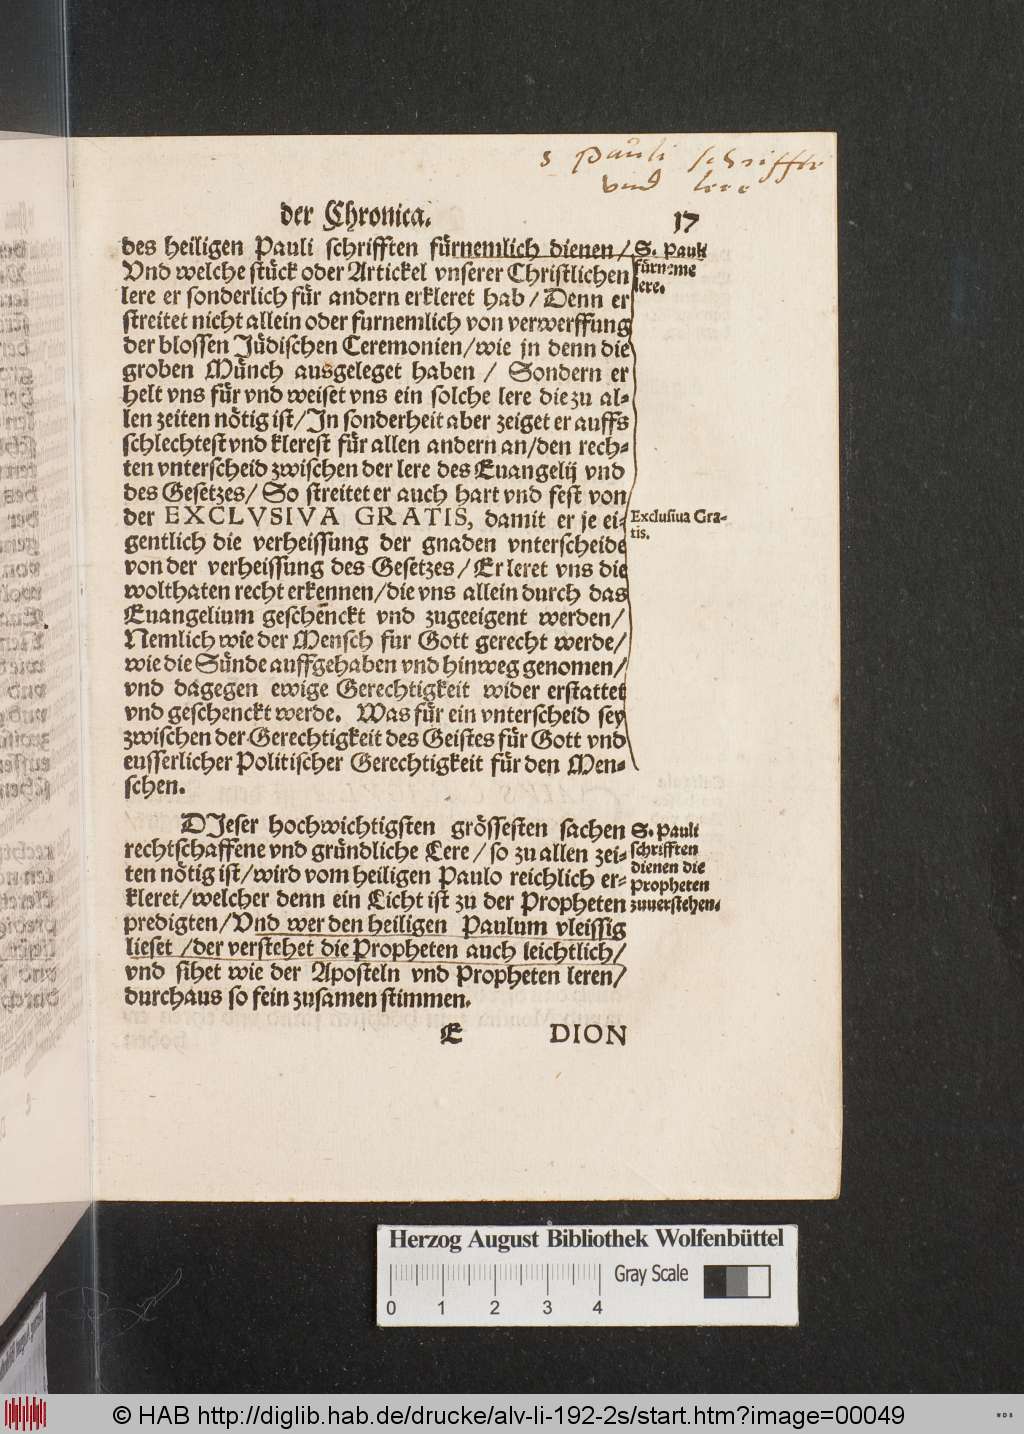 s Pauli schrifften
vnd lere
der Chronica.
17
des heiligen Pauli schrifften fürnemlich dienen /
Vnd welche stück oder Artickel vnserer Christlichen
lere er sonderlich für andern erkleret hab / Denn er
streitet nicht allein oder furnemlich von verwerffung
der blossen Jüdischen Ceremonien / wie jn denn die
groben Münch ausgeleget haben / Sondern er
helt vns für vnd weiset vns ein solche lere die zu al-
len zeiten nötig ist / In sonderheit aber zeiget er auffs
schlechtest vnd klerest für allen andern an / den rech-
ten vnterscheid zwischen der lere des Euangelij vnd
des Gesetzes / So streitet er auch hart vnd fest von
der EXCLVSIVA GRATIS, damit er je ei-
gentlich die verheissung der gnaden vnterscheide
von der verheissung des Gesetzes / Er leret vns die
wolthaten recht erkennen / die vns allein durch das
Euangelium geschenckt vnd zugeeigent werden /
Nemlich wie der Mensch fur Gott gerecht werde /
wie die Sünde auffgehaben vnd hinweg genomen /
vnd dagegen ewige Gerechtigkeit wider erstattet
vnd geschenckt werde. Was für ein vnterscheid sey
zwischen der Gerechtigkeit des Geistes für Gott vnd
eusserlicher Politischer Gerechtigkeit für den Men-
schen.
S. Pauli
fürneme
lere.
Exclusiua Gra-
tis.
DIeser hochwichtigsten grössesten sachen
rechtschaffene vnd gründliche Lere / so zu allen zei-
ten nötig ist / wird vom heiligen Paulo reichlich er-
kleret / welcher denn ein Licht ist zu der Propheten
predigten / Vnd wer den heiligen Paulum vleissig
lieset / der verstehet die Propheten auch leichtlich /
vnd sihet wie der Aposteln vnd Propheten leren /
durchaus so fein zusamen stimmen.
S. Pauli
schrifften
dienen die
Propheten
zuuerstehen.
E
DION
Herzog August Bibliothek Wolfenbüttel
Gray Scale
0 1 2 3 4
© HAB http://diglib.hab.de/drucke/alv-li-192-2s/start.htm?image=00049